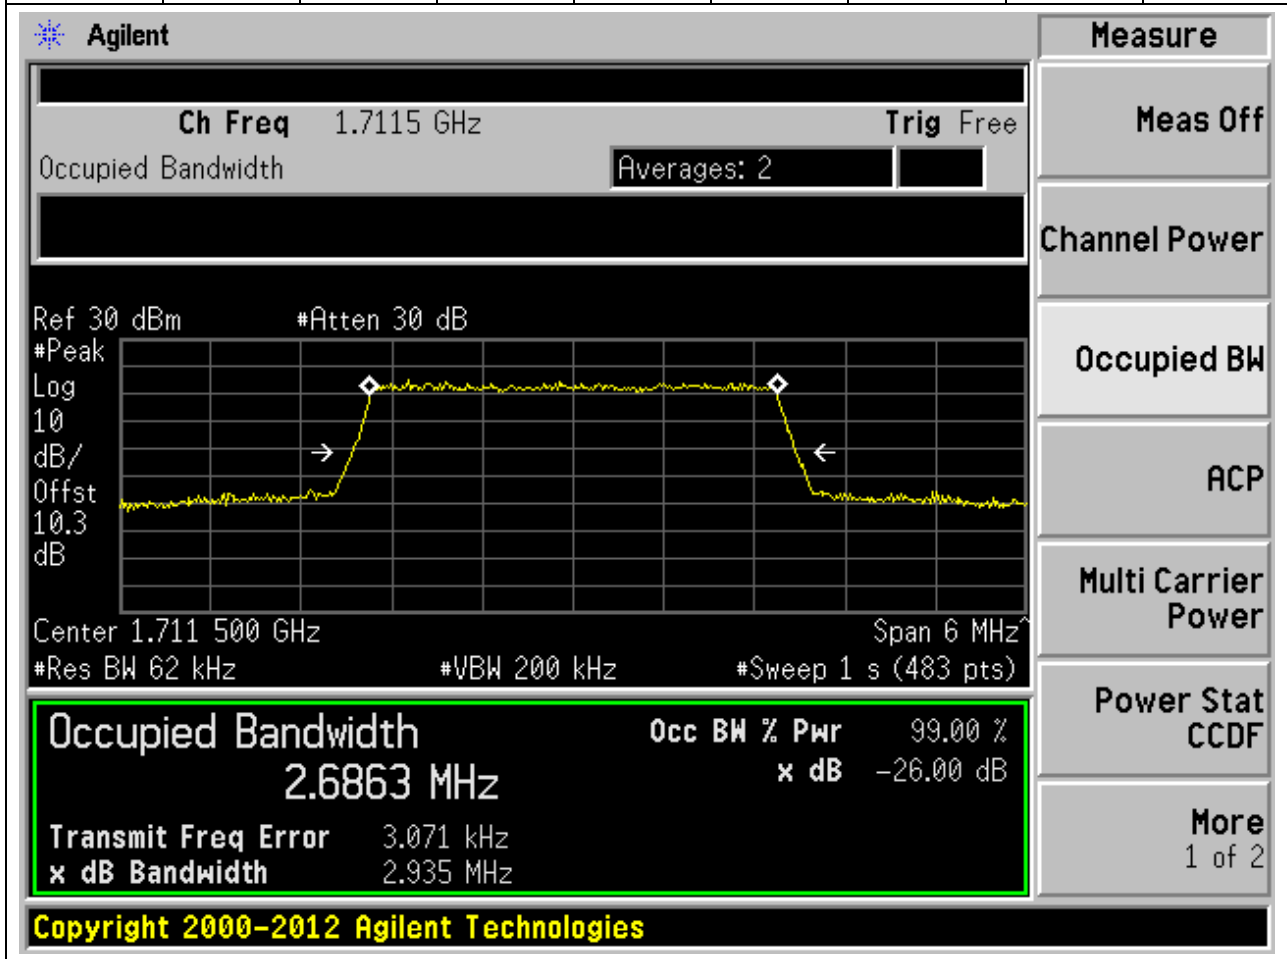 Agilent
Measure
Ch Freq 1.7115 GHz Trig Free
Occupied Bandwidth Averages: 2
Meas Off
Channel Power
Occupied BW
ACP
Multi Carrier
Power
Power Stat
CCDF
More
1 of 2
Ref 30 dBm #Atten 30 dB
#Peak
Log
10
dB/
Offst
10.3
dB
Center 1.711 500 GHz Span 6 MHz^
#Res BW 62 kHz #VBW 200 kHz #Sweep 1 s (483 pts)
Occupied Bandwidth Occ BW % Pwr 99.00 %
2.6863 MHz x dB -26.00 dB
Transmit Freq Error 3.071 kHz
x dB Bandwidth 2.935 MHz
Copyright 2000-2012 Agilent Technologies